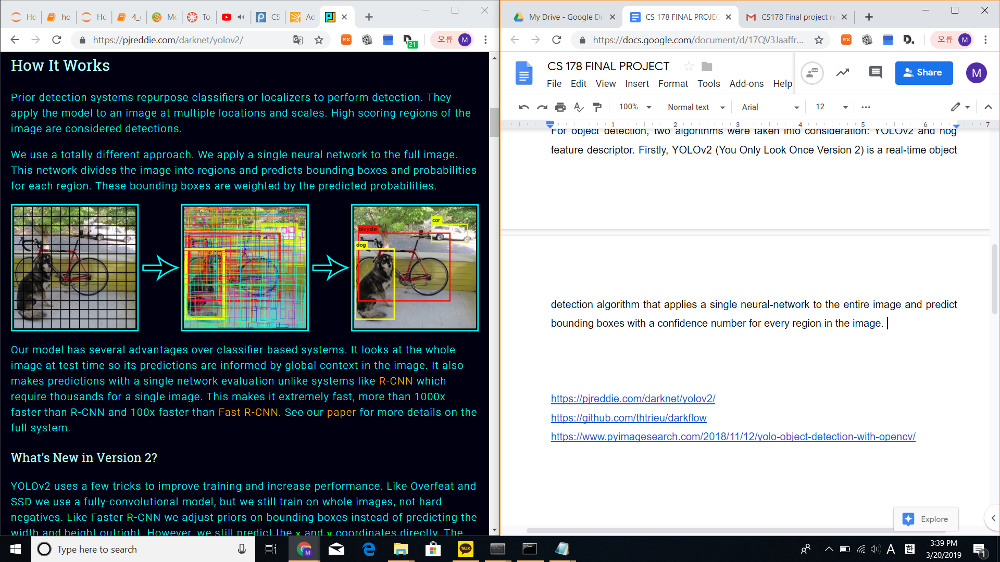 Ho
ho
Ho
4_
Mo
To
CS
Ad
https://pjreddie.com/darknet/yolov2/
EX
21
오류
M
How It Works
Prior detection systems repurpose classifiers or localizers to perform detection. They
apply the model to an image at multiple locations and scales. High scoring regions of the
image are considered detections.
We use a totally different approach. We apply a single neural network to the full image.
This network divides the image into regions and predicts bounding boxes and probabilities
for each region. These bounding boxes are weighted by the predicted probabilities.
bicycle
dog
car
Our model has several advantages over classifier-based systems. It looks at the whole
image at test time so its predictions are informed by global context in the image. It also
makes predictions with a single network evaluation unlike systems like R-CNN which
require thousands for a single image. This makes it extremely fast, more than 1000x
faster than R-CNN and 100x faster than Fast R-CNN. See our paper for more details on the
full system.
What's New in Version 2?
YOLOv2 uses a few tricks to improve training and increase performance. Like Overfeat and
SSD we use a fully-convolutional model, but we still train on whole images, not hard
negatives. Like Faster R-CNN we adjust priors on bounding boxes instead of predicting the
width and height outright. However, we still predict the x and y coordinates directly. The
My Drive - Google Dri
CS 178 FINAL PROJEC
CS178 Final project re
https://docs.google.com/document/d/17QV3Jaaffr...
EX
D.
오류
M
CS 178 FINAL PROJECT
File Edit View Insert Format Tools Add-ons Help
Share
M
100% Normal text Arial 12
1 2 3 4 5 6 7
For object detection, two algorithms were taken into consideration: YOLOv2 and hog
feature descriptor. Firstly, YOLOv2 (You Only Look Once Version 2) is a real-time object
detection algorithm that applies a single neural-network to the entire image and predict
bounding boxes with a confidence number for every region in the image.
https://pjreddie.com/darknet/yolov2/
https://github.com/thtrieu/darkflow
https://www.pyimagesearch.com/2018/11/12/yolo-object-detection-with-opencv/
Explore
Type here to search
M
TALK
A
한
3:39 PM
3/20/2019
1